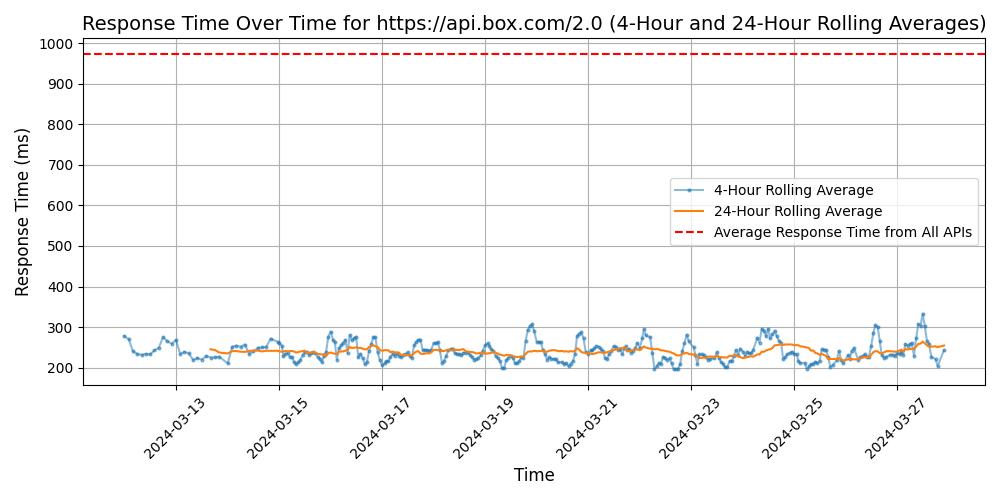 Response Time Over Time for https://api.box.com/2.0 (4-Hour and 24-Hour Rolling Averages)
Response Time (ms)
1000
900
800
700
600
500
400
300
200
4-Hour Rolling Average
24-Hour Rolling Average
Average Response Time from All APIs
2024-03-13
2024-03-15
2024-03-17
2024-03-19
2024-03-21
2024-03-23
2024-03-25
2024-03-27
Time